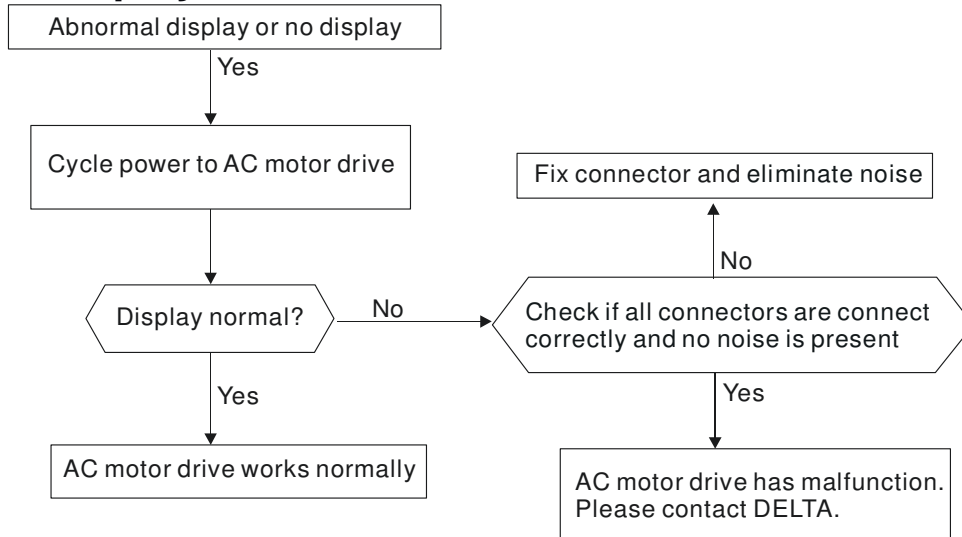 Abnormal display or no display
Yes
Cycle power to AC motor drive
Fix connector and eliminate noise
No
Display normal?
No
Check if all connectors are connect
correctly and no noise is present
Yes
Yes
AC motor drive works normally
AC motor drive has malfunction.
Please contact DELTA.